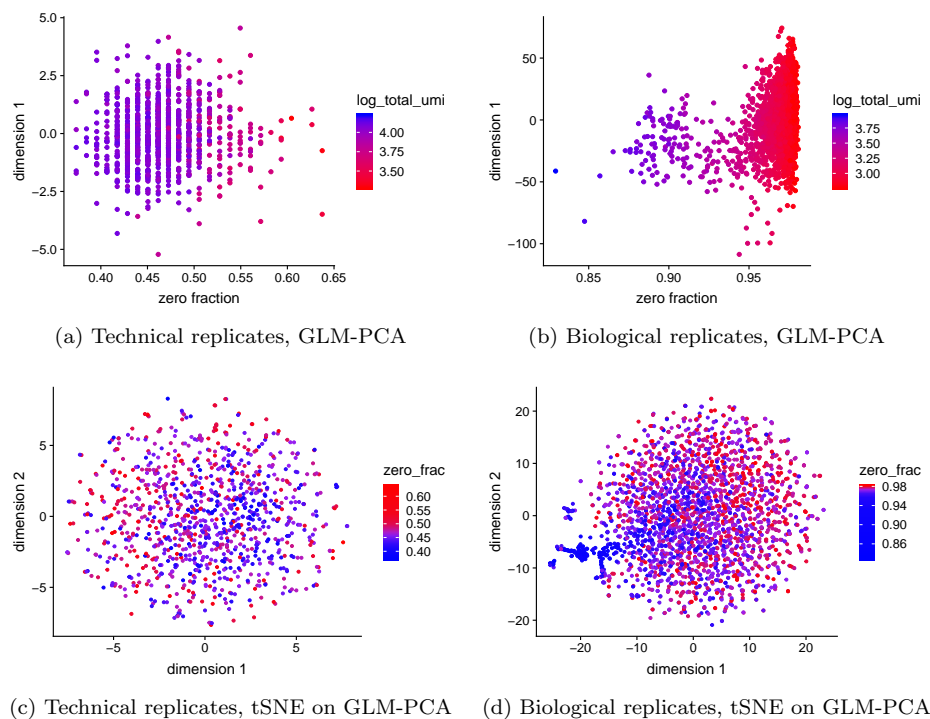 5.0
2.5
0.0
−2.5
−5.0
dimension 1
0.40 0.45 0.50 0.55 0.60 0.65
zero fraction
log_total_umi
4.00
3.75
3.50
(a) Technical replicates, GLM-PCA
50
0
−50
−100
dimension 1
0.85 0.90 0.95
zero fraction
log_total_umi
3.75
3.50
3.25
3.00
(b) Biological replicates, GLM-PCA
5
0
−5
dimension 2
−5 0 5
dimension 1
zero_frac
0.60
0.55
0.50
0.45
0.40
(c) Technical replicates, tSNE on GLM-PCA
20
10
0
−10
−20
dimension 2
−20 −10 0 10 20
dimension 1
zero_frac
0.98
0.94
0.90
0.86
(d) Biological replicates, tSNE on GLM-PCA